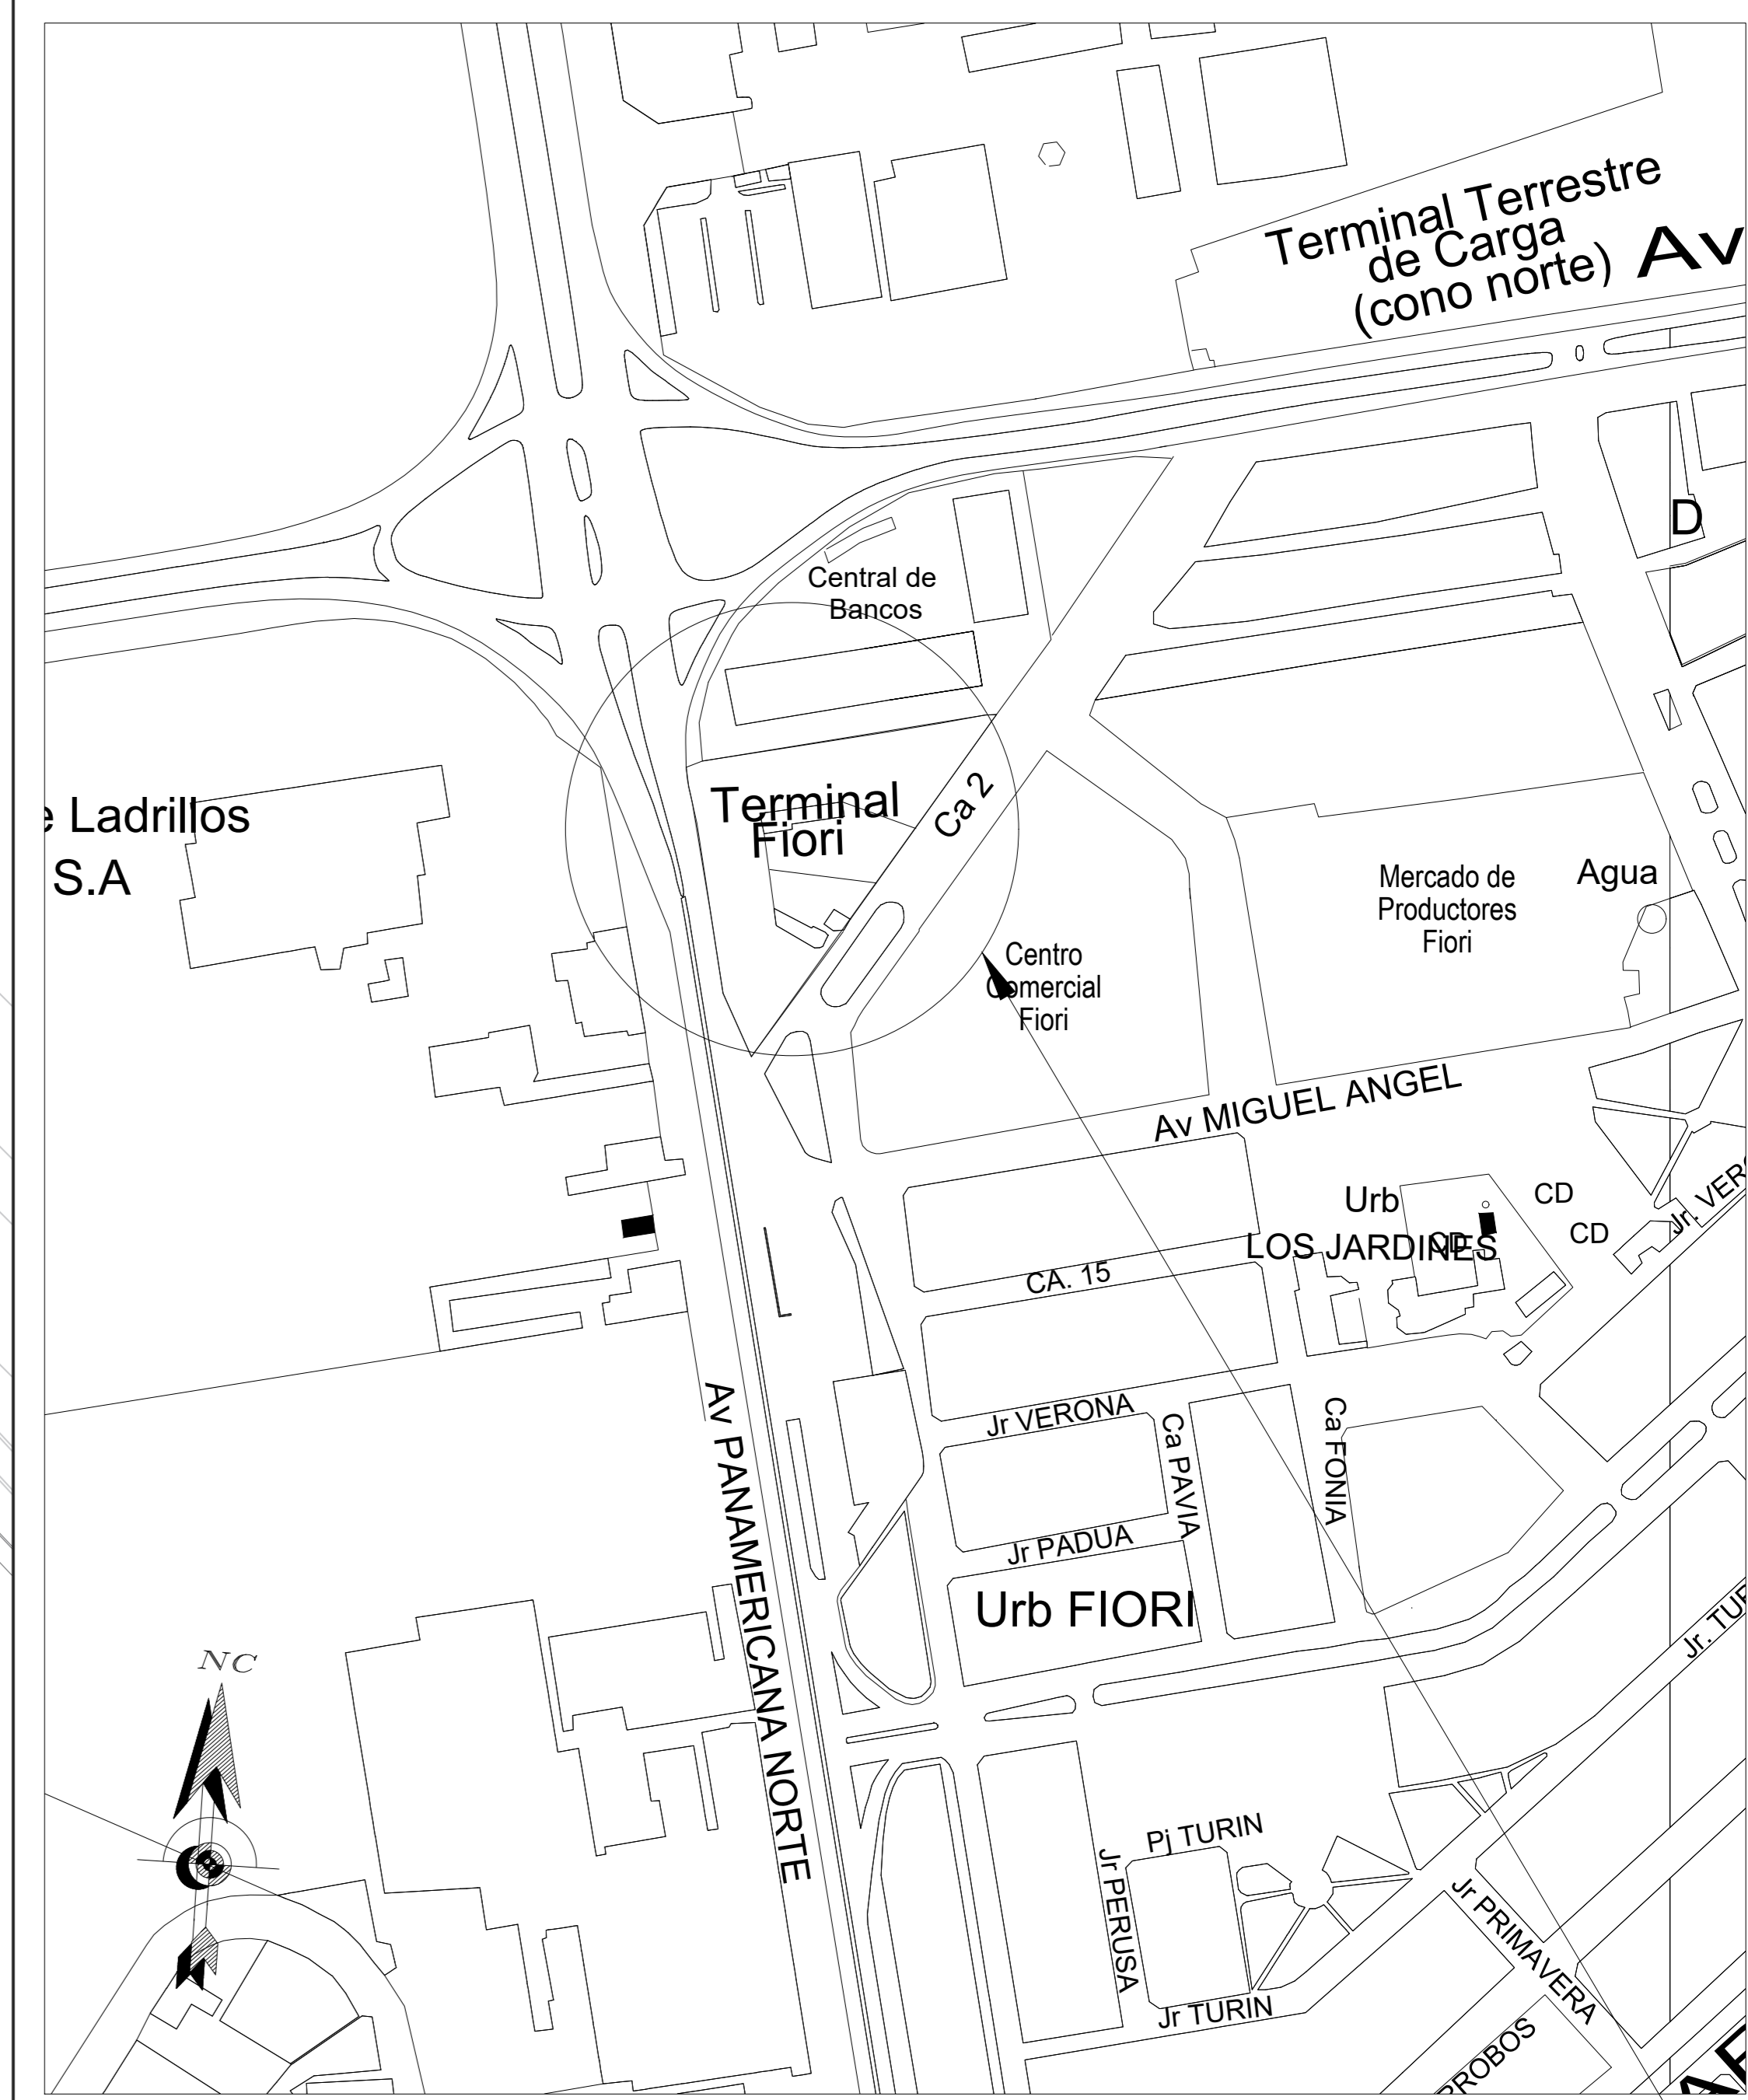 Terminal Terrestre
de Carga
(cono norte)
Av
D
Central de
Bancos
Ladrillos
S.A
Terminal
Fiori
Ca 2
Mercado de
Productores
Fiori
Agua
Centro
Comercial
Fiori
Av MIGUEL ANGEL
Urb
LOS JARDINES
CD
CD
CD
Jr.
CA. 15
Jr VERONA
Ca PAVIA
Ca FONIA
Jr PADUA
Urb FIORI
Av PANAMERICANA NORTE
Jr.
NC
Pj TURIN
Jr PERUSA
Jr PRIMAVERA
Jr TURIN